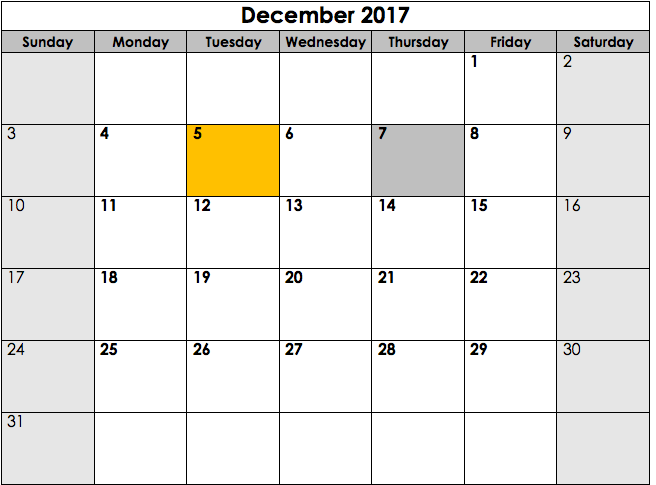 December 2017
Sunday Monday Tuesday Wednesday Thursday Friday Saturday
1 2
3 4 5 6 7 8 9
10 11 12 13 14 15 16
17 18 19 20 21 22 23
24 25 26 27 28 29 30
31